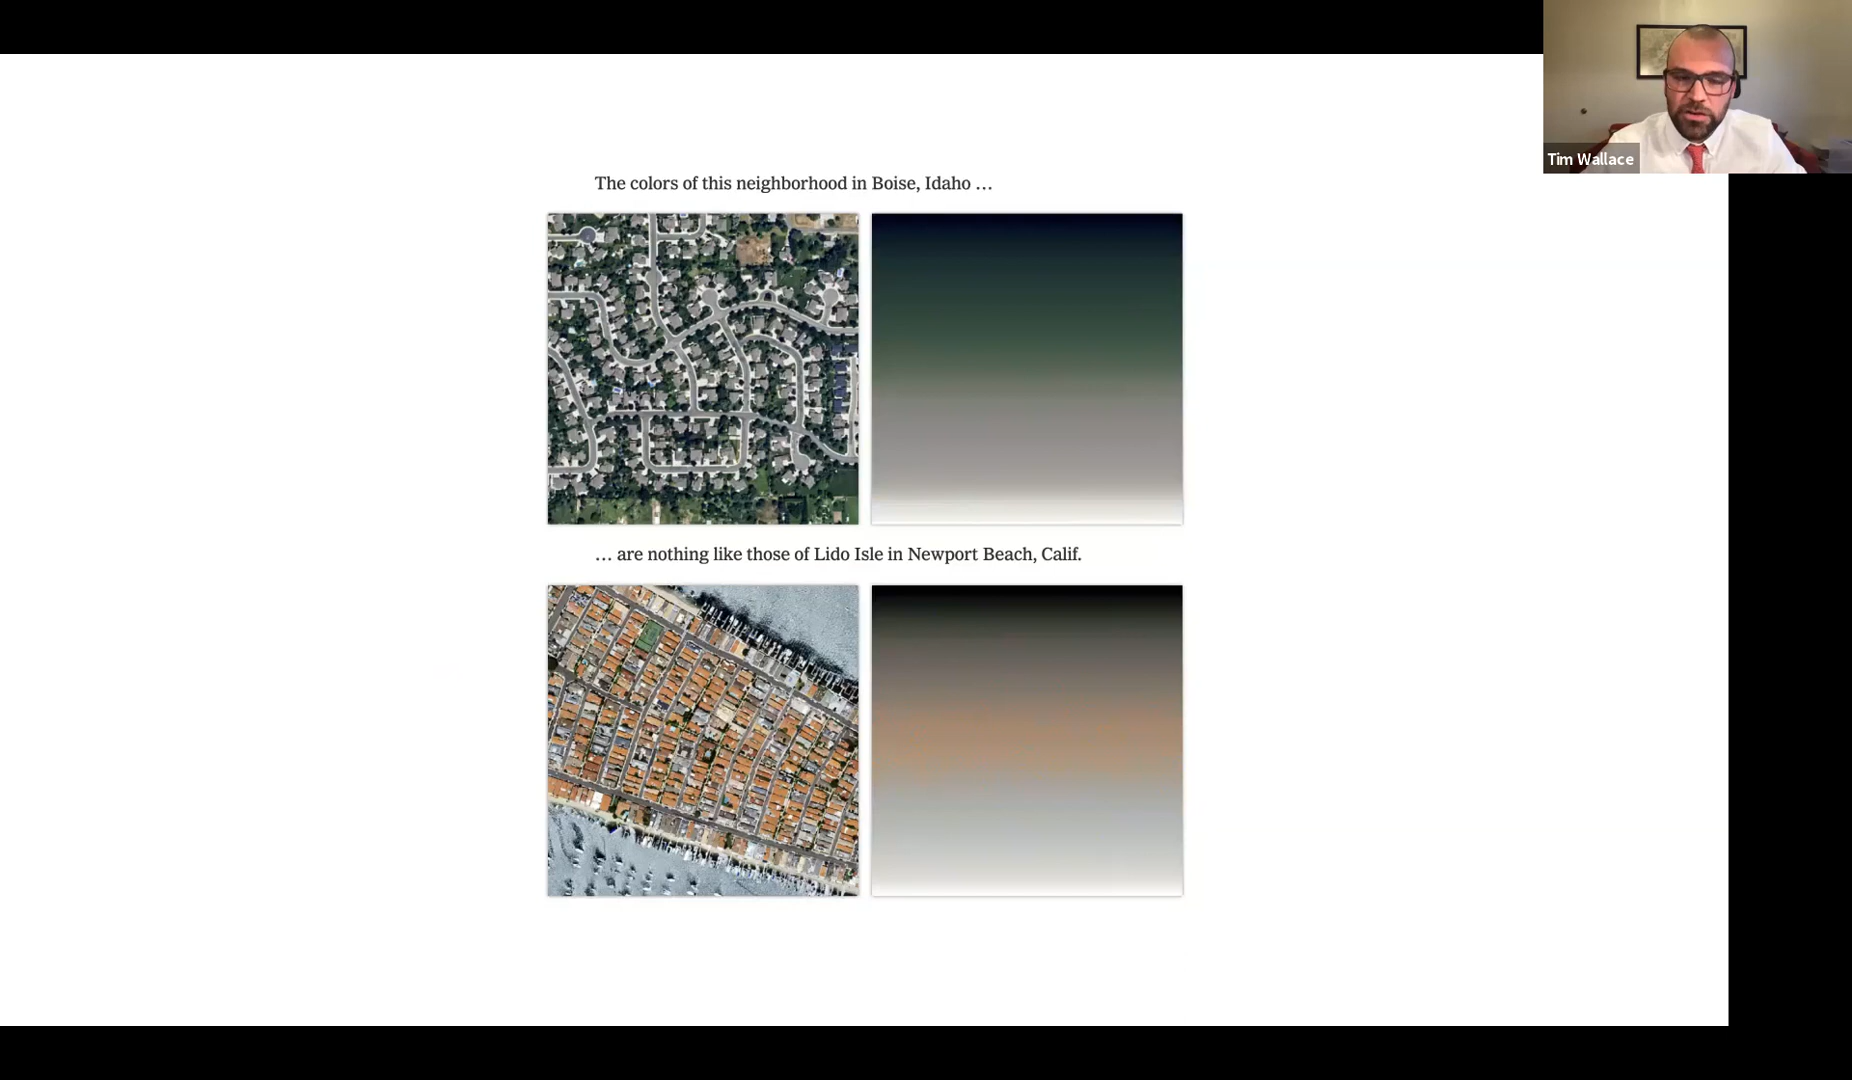 Tim Wallace
The colors of this neighborhood in Boise, Idaho …
… are nothing like those of Lido Isle in Newport Beach, Calif.